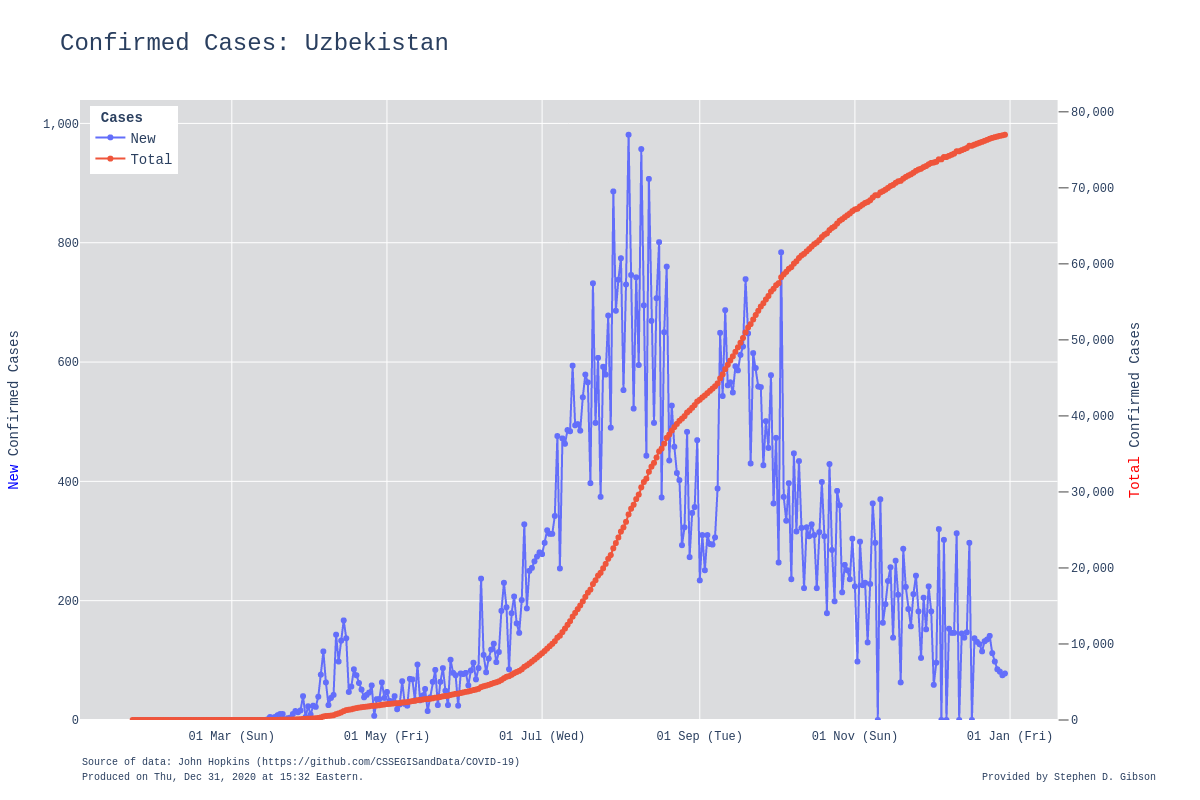 Confirmed Cases: Uzbekistan
Cases
New
Total
1,000
800
600
400
200
0
80,000
70,000
60,000
50,000
40,000
30,000
20,000
10,000
0
New Confirmed Cases
Total Confirmed Cases
01 Mar (Sun)
01 May (Fri)
01 Jul (Wed)
01 Sep (Tue)
01 Nov (Sun)
01 Jan (Fri)
Source of data: John Hopkins (https://github.com/CSSEGISandData/COVID-19)
Produced on Thu, Dec 31, 2020 at 15:32 Eastern.
Provided by Stephen D. Gibson